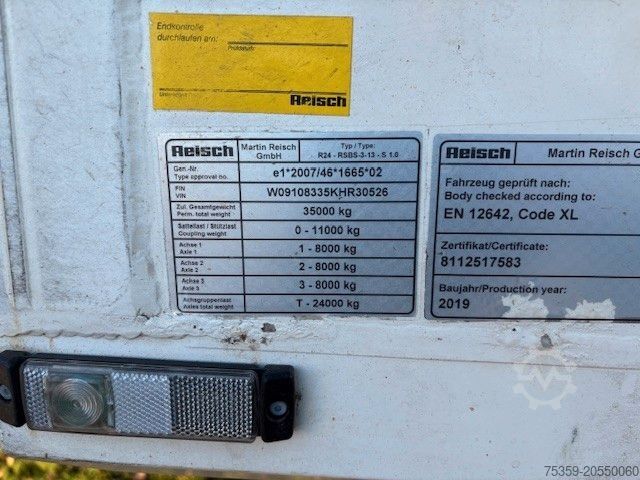 Endkontrolle
durchlaufen am:
Prüfdatum:
Reisch
Reisch
Martin Reisch
GmbH
Typ / Type:
R24 - RSBS-3-13 - S 1.0
Gen.-Nr.
Type approval no.
e1*2007/46*1665*02
FIN
VIN
W09108335KHR30526
Zul. Gesamtgewicht
Perm. total weight
35000 kg
Sattellast / Stützlast
Coupling weight
0 - 11000 kg
Achse 1
Axle 1
1 - 8000 kg
Achse 2
Axle 2
2 - 8000 kg
Achse 3
Axle 3
3 - 8000 kg
Achsgruppenlast
Axles total weight
T - 24000 kg
Reisch
Martin Reisch G
Fahrzeug geprüft nach:
Body checked according to:
EN 12642, Code XL
Zertifikat/Certificate:
8112517583
Baujahr/Production year:
2019
75359-20550060